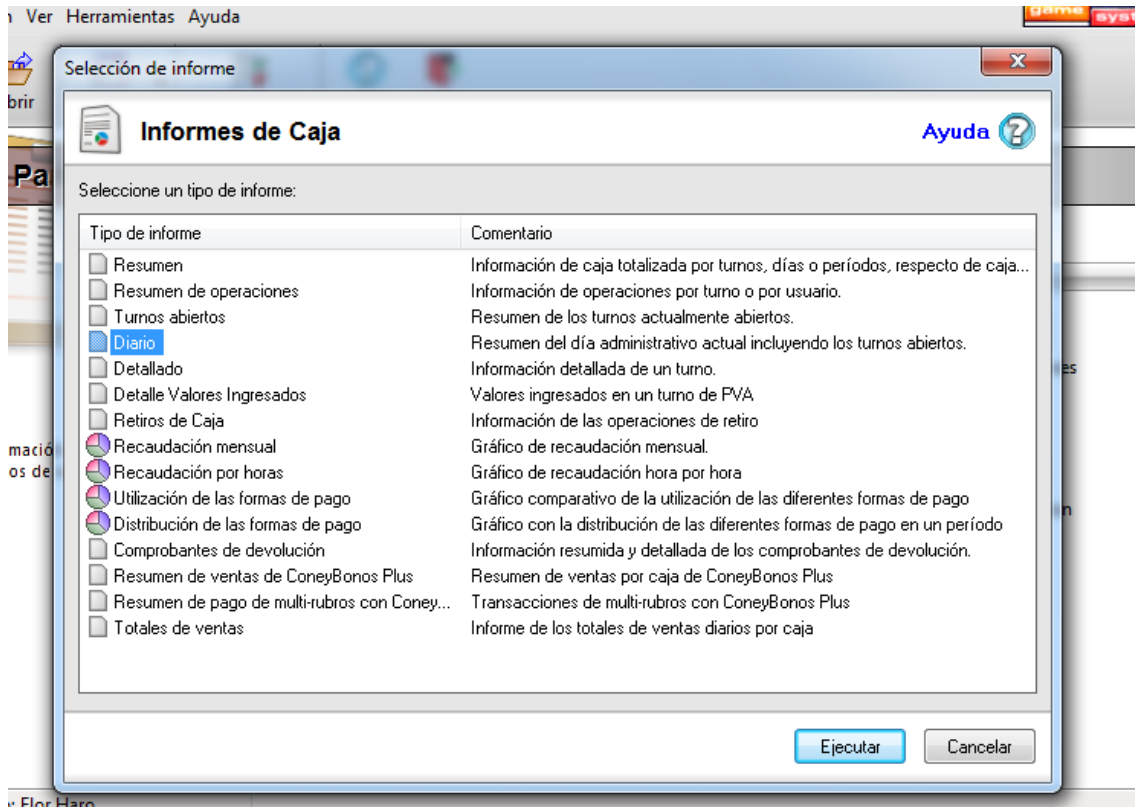 Ver Herramientas Ayuda
game
syst
Selección de informe
brir
Informes de Caja
Ayuda
Pa
Seleccione un tipo de informe:
Tipo de informe Comentario
Resumen Información de caja totalizada por turnos, días o períodos, respecto de caja...
Resumen de operaciones Información de operaciones por turno o por usuario.
Turnos abiertos Resumen de los turnos actualmente abiertos.
Diario Resumen del día administrativo actual incluyendo los turnos abiertos.
Detallado Información detallada de un turno.
es
Detalle Valores Ingresados Valores ingresados en un turno de PVA
Retiros de Caja Información de las operaciones de retiro
mació
Recaudación mensual Gráfico de recaudación mensual.
os de
Recaudación por horas Gráfico de recaudación hora por hora
Utilización de las formas de pago Gráfico comparativo de la utilización de las diferentes formas de pago
n
Distribución de las formas de pago Gráfico con la distribución de las diferentes formas de pago en un período
Comprobantes de devolución Información resumida y detallada de los comprobantes de devolución.
Resumen de ventas de ConeyBonos Plus Resumen de ventas por caja de ConeyBonos Plus
Resumen de pago de multi-rubros con Coney... Transacciones de multi-rubros con ConeyBonos Plus
Totales de ventas Informe de los totales de ventas diarios por caja
Ejecutar Cancelar
: Flor Haro